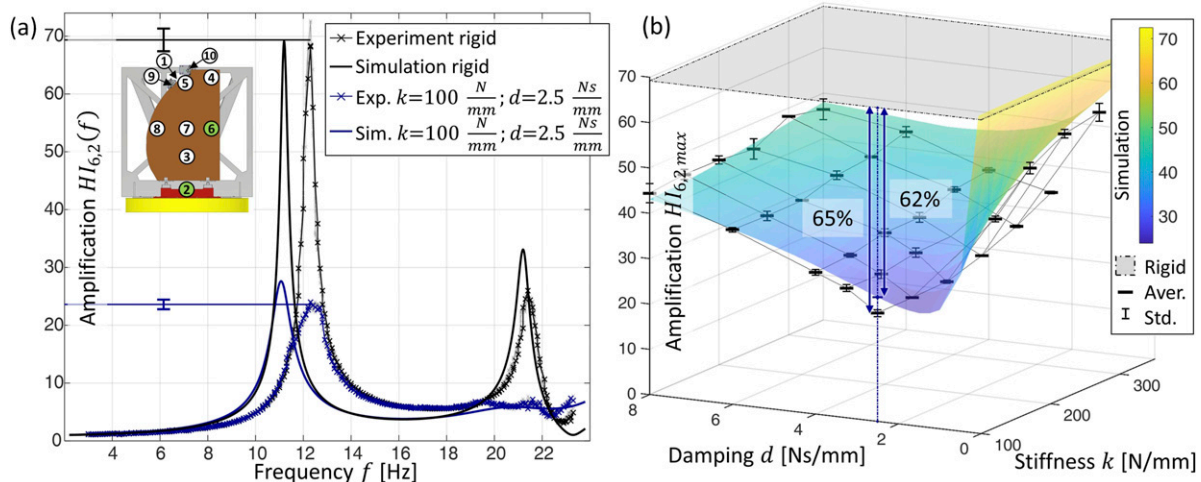 (a)
Amplification HI6,2(f)
70
60
50
40
30
20
10
0
4 6 8 10 12 14 16 18 20 22
Frequency f [Hz]
1 10
9 5 4
8 7 6
3
2
Experiment rigid
Simulation rigid
Exp. k=100 N/mm; d=2.5 Ns/mm
Sim. k=100 N/mm; d=2.5 Ns/mm
(b)
Amplification HI6,2max
70
60
50
40
30
20
10
0
8 6 4 2 0
Damping d [Ns/mm]
100 200 300
Stiffness k [N/mm]
65%
62%
Simulation
70
60
50
40
30
Rigid
Aver.
Std.